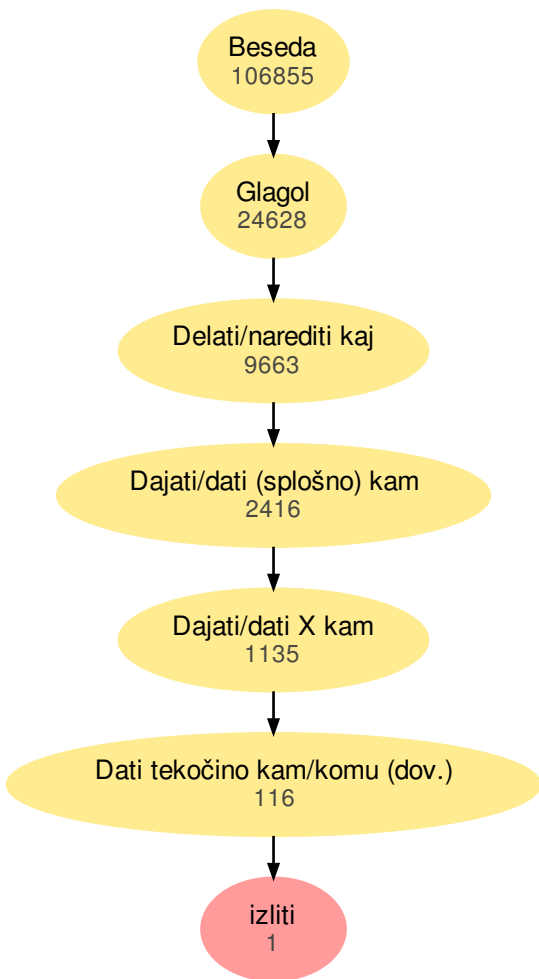 Beseda
106855
Glagol
24628
Delati/narediti kaj
9663
Dajati/dati (splošno) kam
2416
Dajati/dati X kam
1135
Dati tekočino kam/komu (dov.)
116
izliti
1